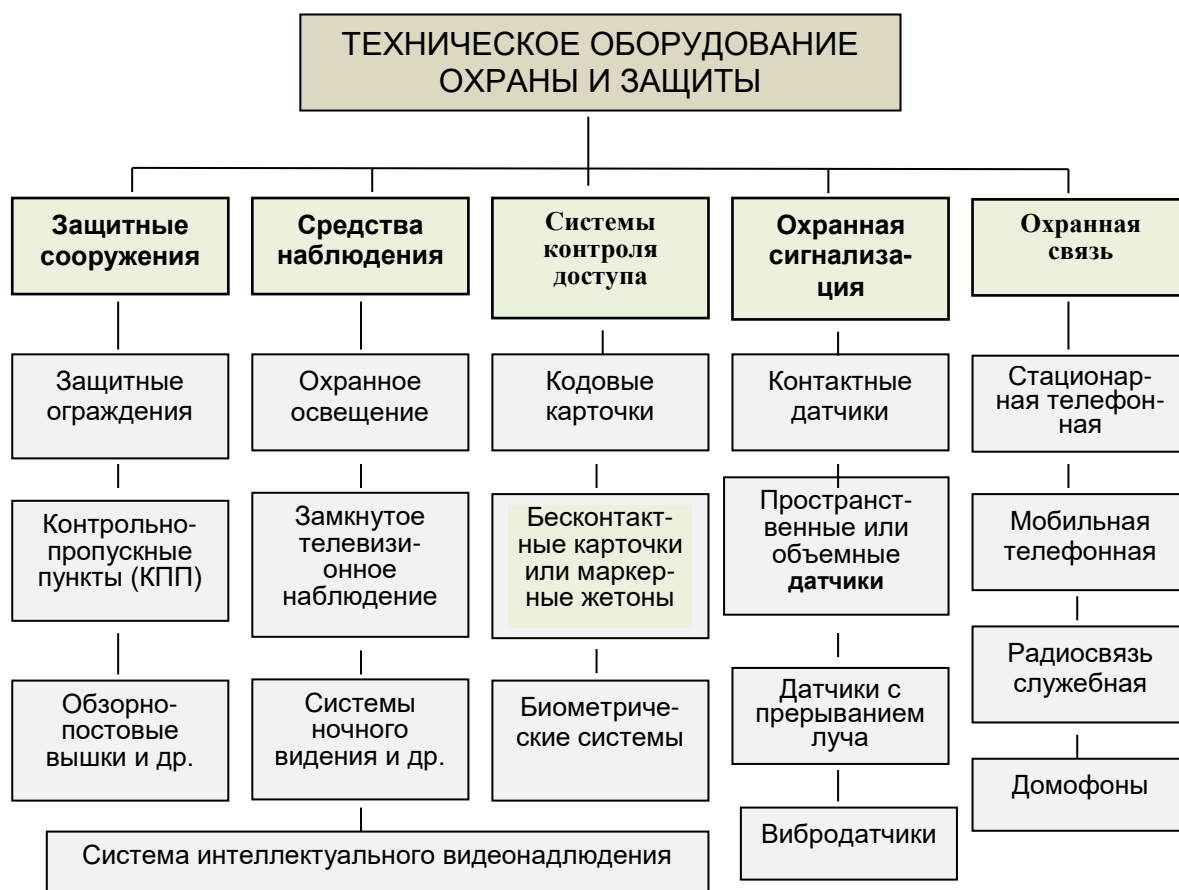 ТЕХНИЧЕСКОЕ ОБОРУДОВАНИЕ
ОХРАНЫ И ЗАЩИТЫ
Защитные
сооружения
Средства
наблюдения
Системы
контроля
доступа
Охранная
сигнализа-
ция
Охранная
связь
Защитные
ограждения
Охранное
освещение
Кодовые
карточки
Контактные
датчики
Стационар-
ная телефон-
ная
Контрольно-
пропускные
пункты (КПП)
Замкнутое
телевизи-
онное
наблюдение
Бесконтакт-
ные карточки
или маркер-
ные жетоны
Пространст-
венные или
объемные
датчики
Мобильная
телефонная
Обзорно-
постовые
вышки и др.
Системы
ночного
видения и др.
Биометриче-
ские системы
Датчики с
прерыванием
луча
Радиосвязь
служебная
Вибродатчики
Домофоны
Система интеллектуального видеонадлюдения